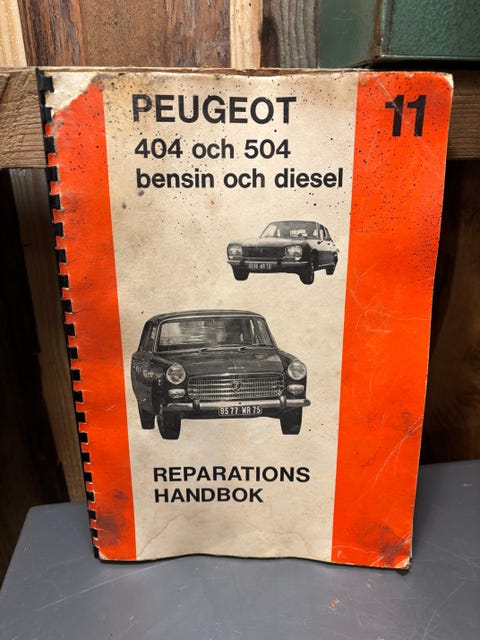 PEUGEOT
11
404 och 504
bensin och diesel
9577 WR 75
REPARATIONS
HANDBOK